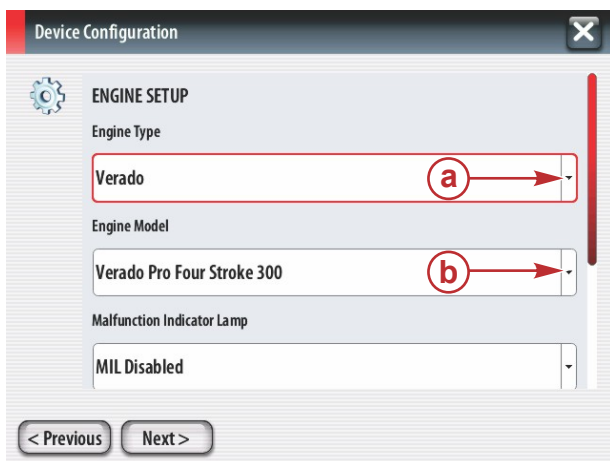 Device Configuration
ENGINE SETUP
Engine Type
Verado
a
Engine Model
Verado Pro Four Stroke 300
b
Malfunction Indicator Lamp
MIL Disabled
< Previous
Next >